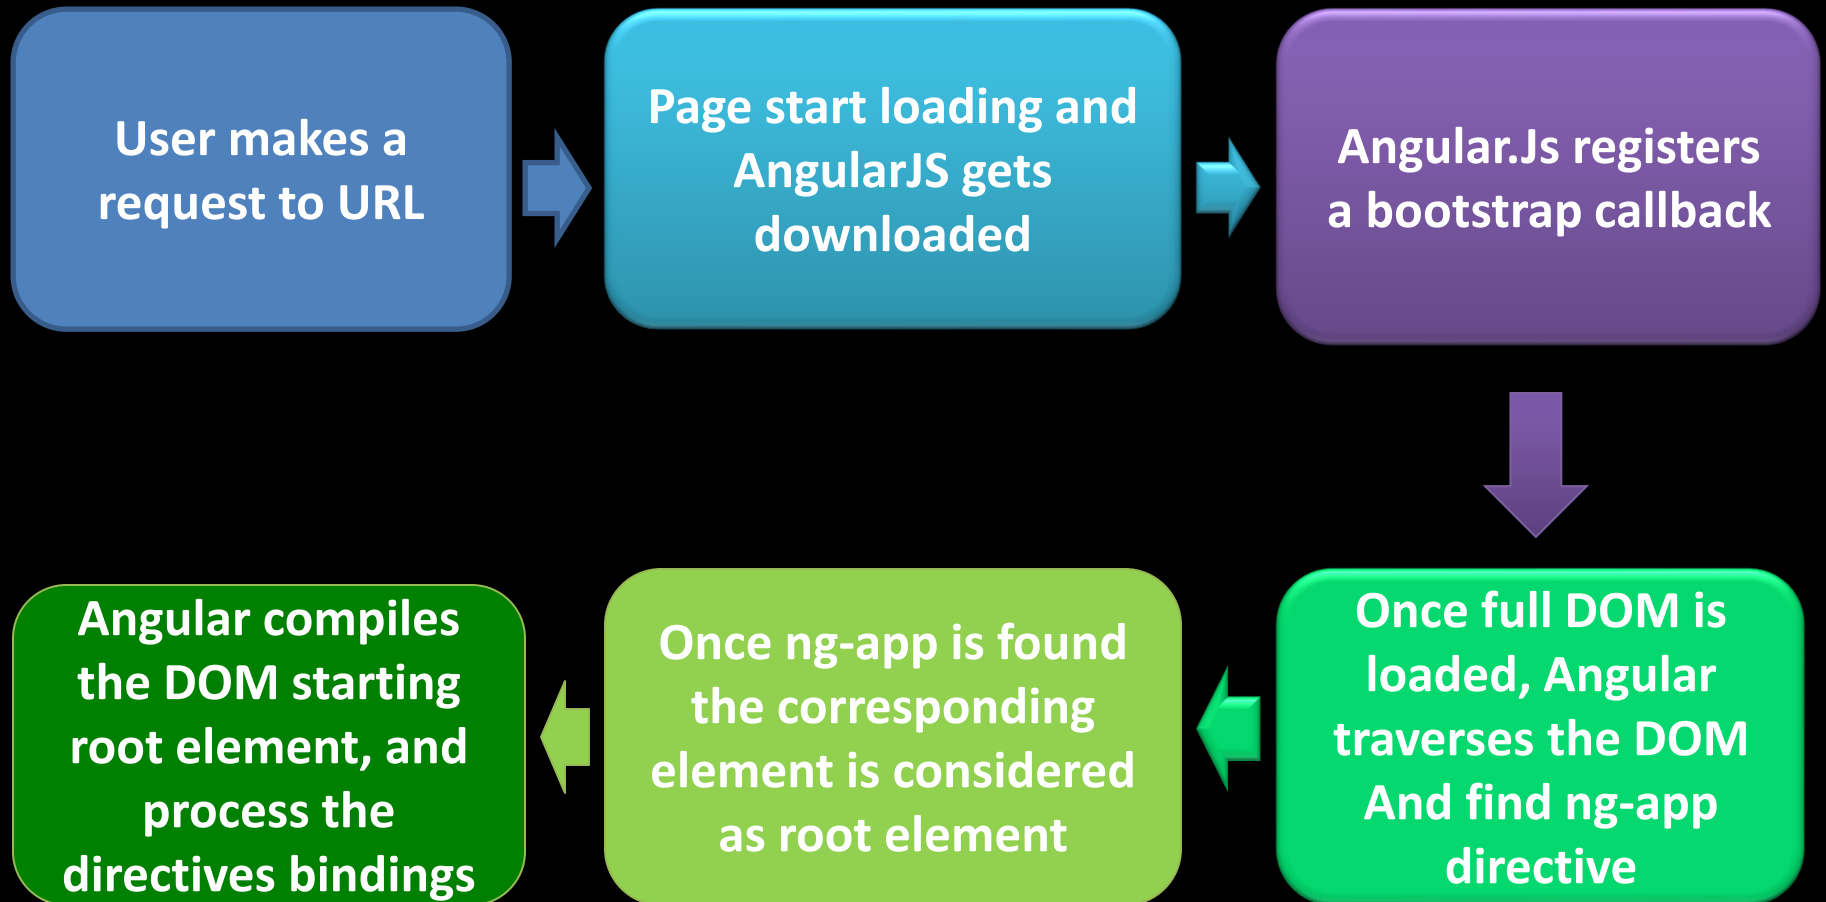 User makes a
request to URL
Page start loading and
AngularJS gets
downloaded
Angular.Js registers
a bootstrap callback
Once full DOM is
loaded, Angular
traverses the DOM
And find ng-app
directive
Once ng-app is found
the corresponding
element is considered
as root element
Angular compiles
the DOM starting
root element, and
process the
directives bindings